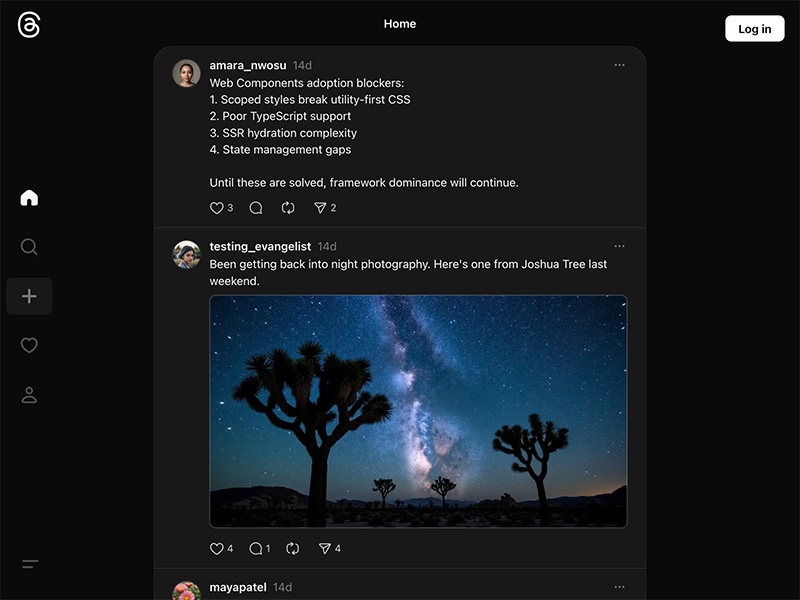 Home
Log in
amara_nwosu 14d
Web Components adoption blockers:
1. Scoped styles break utility-first CSS
2. Poor TypeScript support
3. SSR hydration complexity
4. State management gaps
Until these are solved, framework dominance will continue.
3 2
testing_evangelist 14d
Been getting back into night photography. Here's one from Joshua Tree last
weekend.
4 1 4
mayapatel 14d